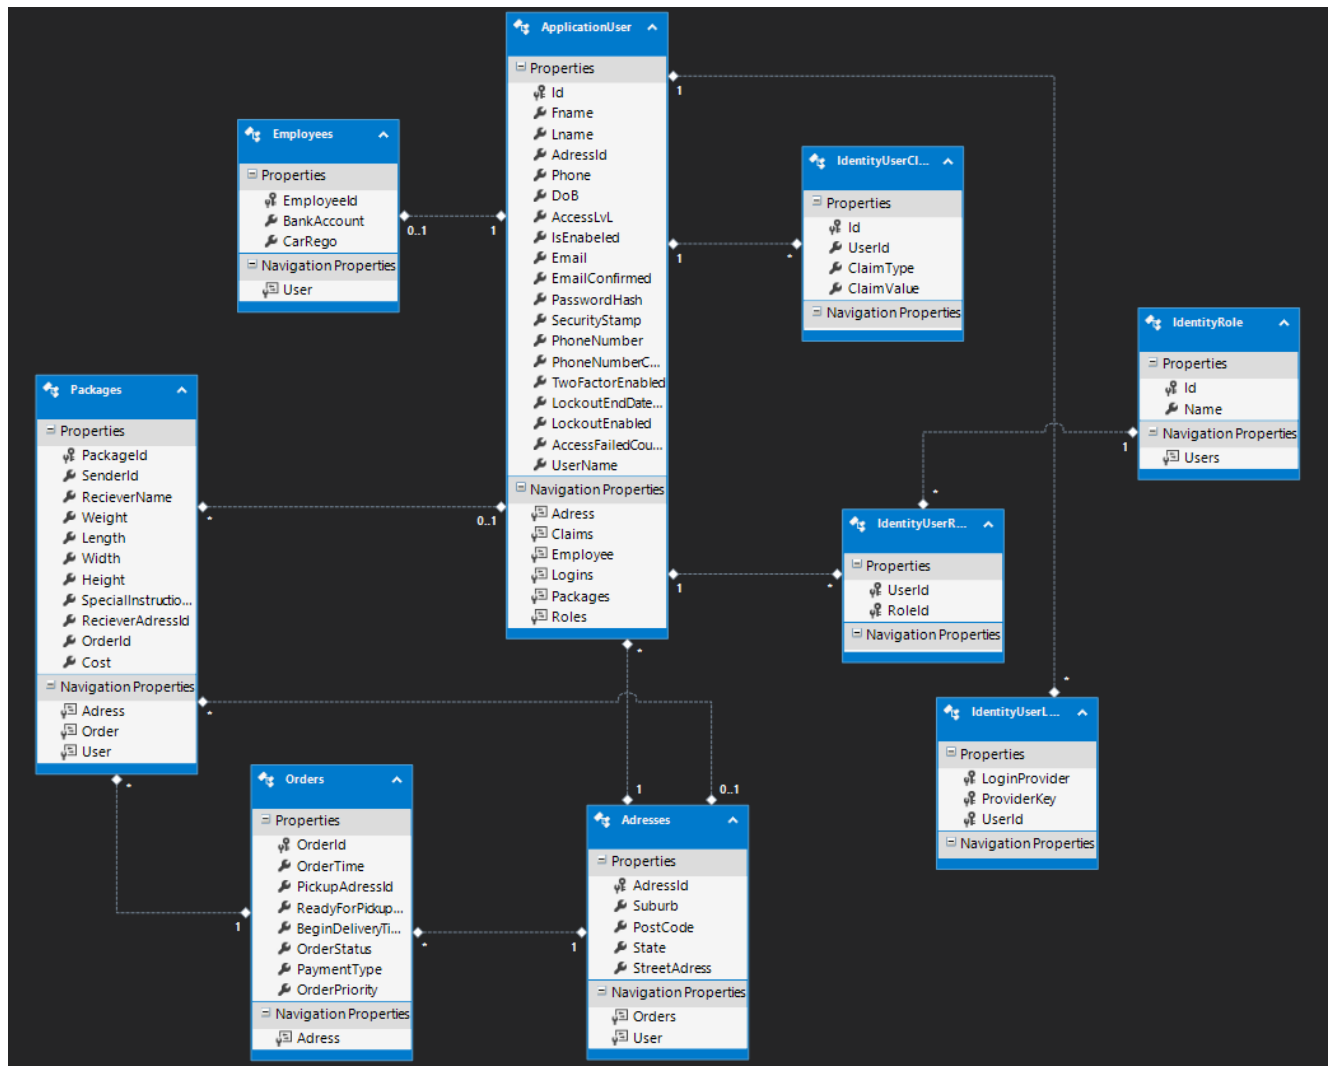 ApplicationUser
Properties
Id
Fname
Lname
AdressId
Phone
DoB
AccessLvL
IsEnabeled
Email
EmailConfirmed
PasswordHash
SecurityStamp
PhoneNumber
PhoneNumberC...
TwoFactorEnabled
LockoutEndDate...
LockoutEnabled
AccessFailedCou...
UserName
Navigation Properties
Adress
Claims
Employee
Logins
Packages
Roles
Employees
Properties
EmployeeId
BankAccount
CarRego
Navigation Properties
User
0..1
1
1
1
*
IdentityUserCl...
Properties
Id
UserId
ClaimType
ClaimValue
Navigation Properties
IdentityRole
Properties
Id
Name
Navigation Properties
Users
1
*
Packages
Properties
PackageId
SenderId
RecieverName
Weight
Length
Width
Height
SpecialInstructio...
RecieverAdressId
OrderId
Cost
Navigation Properties
Adress
Order
User
*
0..1
IdentityUserR...
Properties
UserId
RoleId
Navigation Properties
1
*
*
IdentityUserL...
Properties
LoginProvider
ProviderKey
UserId
Navigation Properties
*
*
*
1
0..1
1
Orders
Properties
OrderId
OrderTime
PickupAdressId
ReadyForPickup...
BeginDeliveryTi...
OrderStatus
PaymentType
OrderPriority
Navigation Properties
Adress
*
1
Adresses
Properties
AdressId
Suburb
PostCode
State
StreetAdress
Navigation Properties
Orders
User